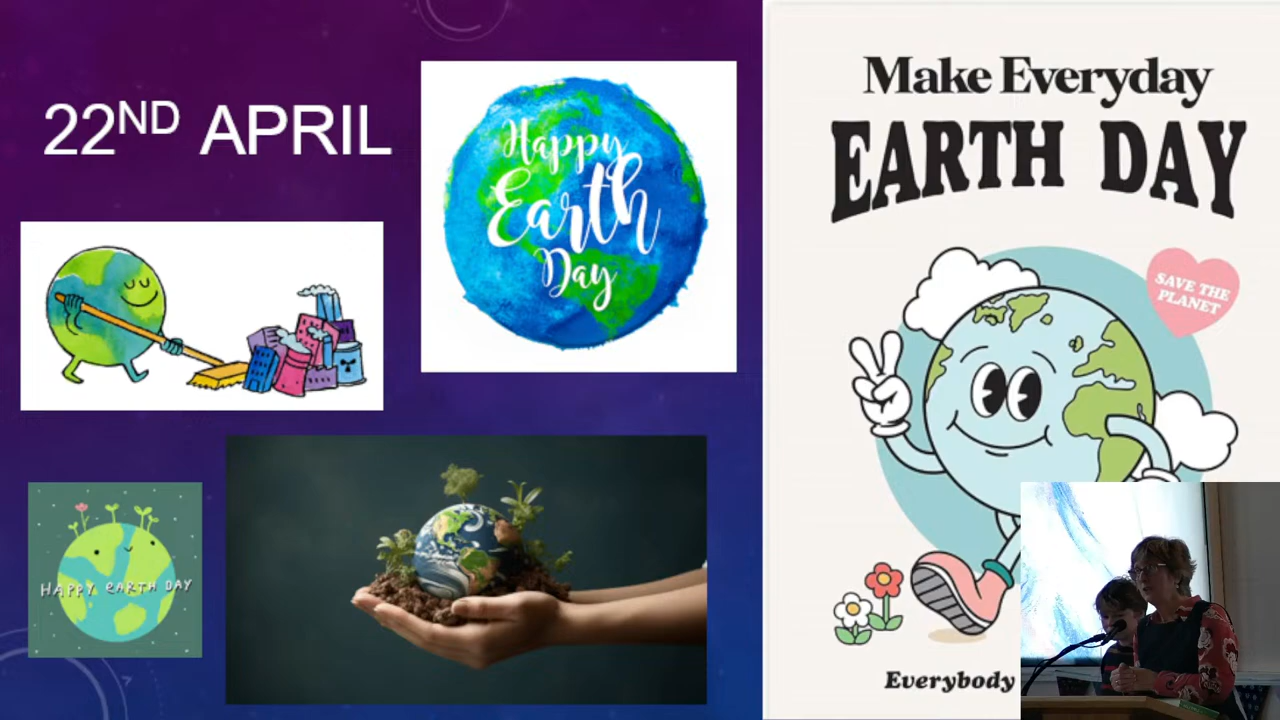 22ND APRIL
Happy
Earth
Day
HAPPY EARTH DAY
Make Everyday
EARTH DAY
SAVE THE
PLANET
Everybody